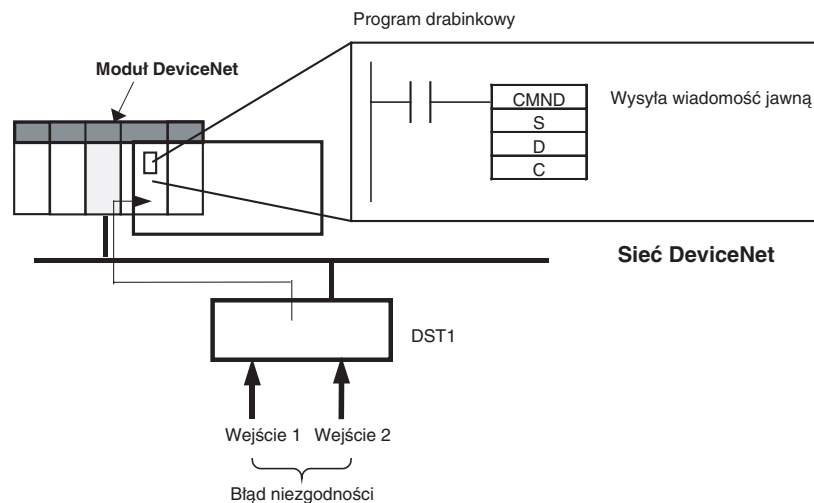 Program drabinkowy
Moduł DeviceNet
CMND
S
D
C
Wysyła wiadomość jawną
Sieć DeviceNet
DST1
Wejście 1 Wejście 2
Błąd niezgodności